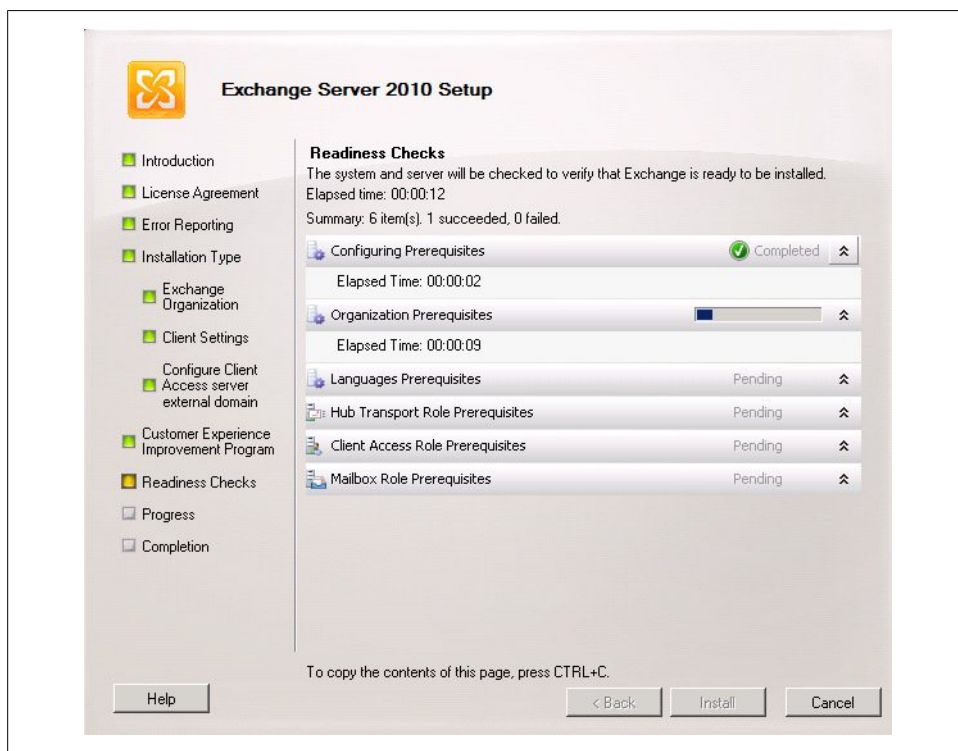 Exchange Server 2010 Setup
Introduction
License Agreement
Error Reporting
Installation Type
Exchange
Organization
Client Settings
Configure Client
Access server
external domain
Customer Experience
Improvement Program
Readiness Checks
Progress
Completion
Readiness Checks
The system and server will be checked to verify that Exchange is ready to be installed.
Elapsed time: 00:00:12
Summary: 6 item(s). 1 succeeded, 0 failed.
Configuring Prerequisites Completed
Elapsed Time: 00:00:02
Organization Prerequisites
Elapsed Time: 00:00:09
Languages Prerequisites Pending
Hub Transport Role Prerequisites Pending
Client Access Role Prerequisites Pending
Mailbox Role Prerequisites Pending
To copy the contents of this page, press CTRL+C.
Help < Back Install Cancel